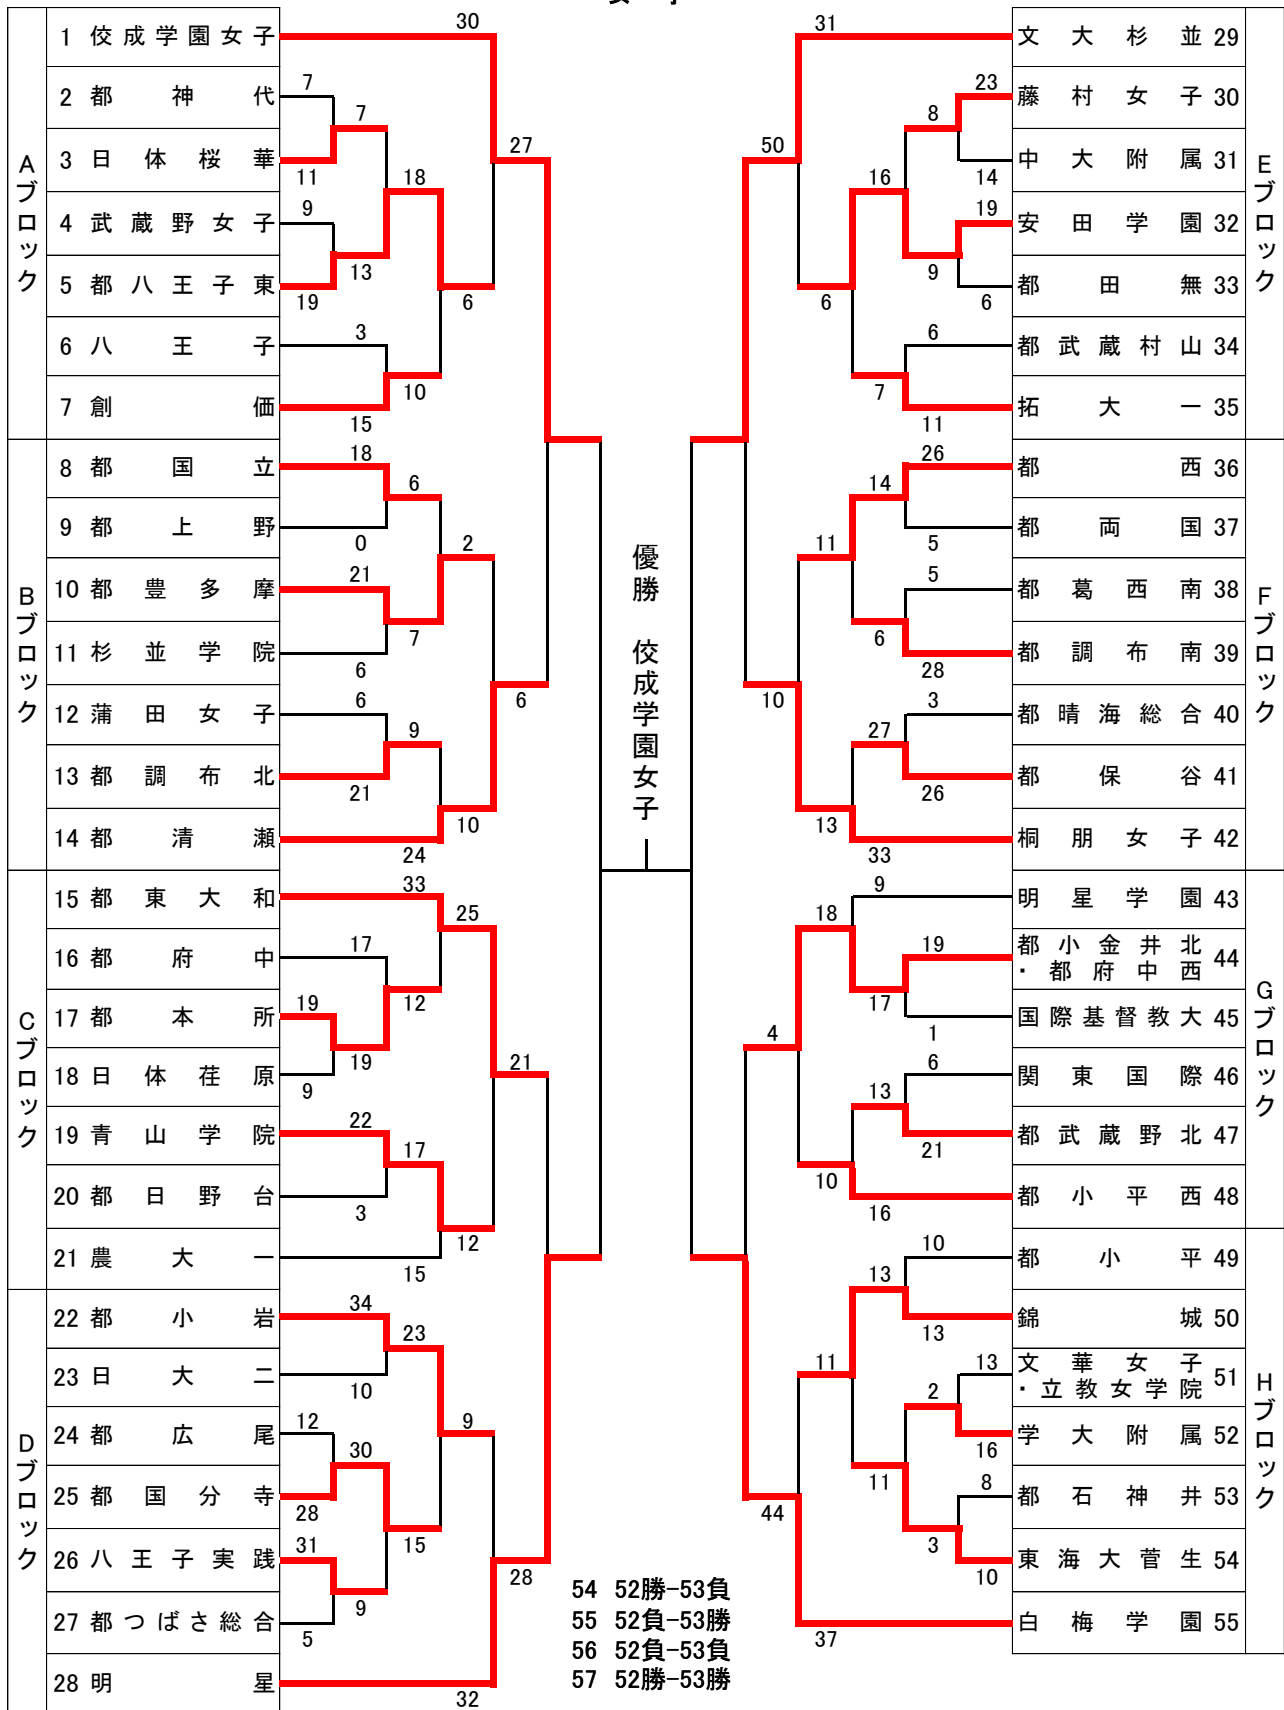 Aブロック
1 佼成学園女子
2 都神代
3 日体桜華
4 武蔵野女子
5 都八王子東
6 八王子
7 創価
30
7
7
11
18
9
13
19
3
10
15
6
27
Bブロック
8 都国立
9 都上野
10 都豊多摩
11 杉並学院
12 蒲田女子
13 都調布北
14 都清瀬
18
6
0
2
21
7
6
6
9
21
10
24
6
Cブロック
15 都東大和
16 都府中
17 都本所
18 日体荏原
19 青山学院
20 都日野台
21 農大一
33
25
17
12
19
19
9
21
22
17
3
12
15
Dブロック
22 都小岩
23 日大二
24 都広尾
25 都国分寺
26 八王子実践
27 都つばさ総合
28 明星
34
23
10
9
12
30
28
15
31
9
5
28
32
優勝 佼成学園女子
54 52勝-53負
55 52負-53勝
56 52負-53負
57 52勝-53勝
Eブロック
文大杉並 29
藤村女子 30
中大附属 31
安田学園 32
都田無 33
都武蔵村山 34
拓大一 35
31
23
8
14
50
16
19
9
6
6
6
7
11
Fブロック
都西 36
都両国 37
都葛西南 38
都調布南 39
都晴海総合 40
都保谷 41
桐朋女子 42
26
14
5
11
5
6
28
10
3
27
26
13
33
Gブロック
明星学園 43
都小金井北
・都府中西 44
国際基督教大 45
関東国際 46
都武蔵野北 47
都小平西 48
9
18
19
17
1
4
6
13
21
10
16
Hブロック
都小平 49
錦城 50
文華女子
・立教女学院 51
学大附属 52
都石神井 53
東海大菅生 54
白梅学園 55
10
13
13
11
13
2
16
11
8
3
10
44
37